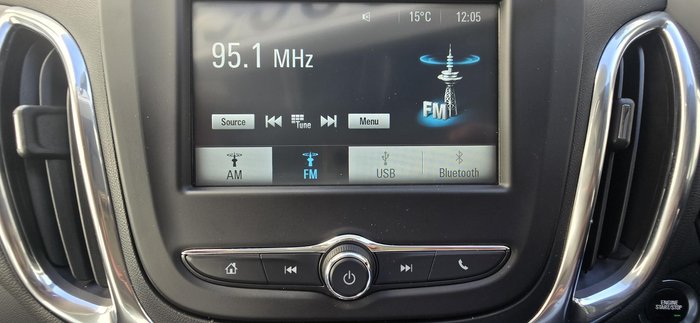 15°C 12:05
95.1 MHz
FM
Source Tune Menu
AM FM USB Bluetooth
ENGINE
START/STOP